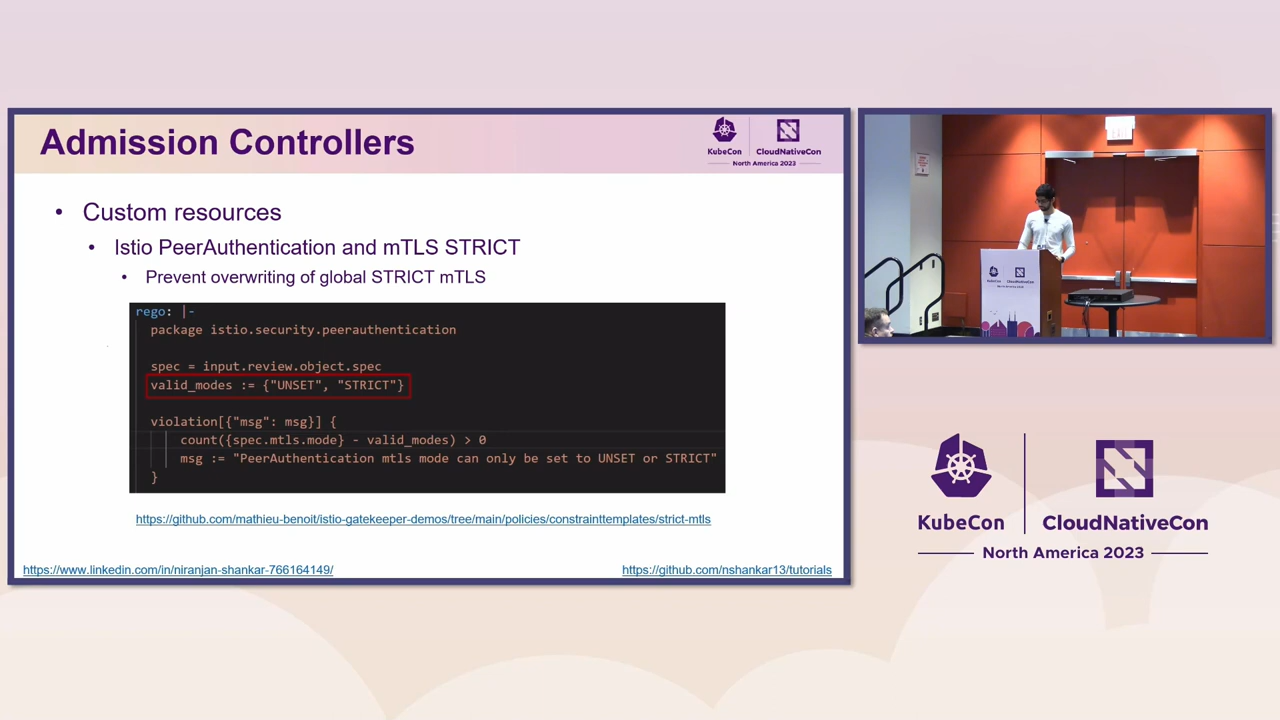 Admission Controllers
KubeCon
CloudNativeCon
North America 2023
• Custom resources
• Istio PeerAuthentication and mTLS STRICT
• Prevent overwriting of global STRICT mTLS
rego: |-
package istio.security.peerauthentication
spec = input.review.object.spec
valid_modes := {"UNSET", "STRICT"}
violation[{"msg": msg}] {
count({spec.mtls.mode} - valid_modes) > 0
msg := "PeerAuthentication mtls mode can only be set to UNSET or STRICT"
}
https://github.com/mathieu-benoit/istio-gatekeeper-demos/tree/main/policies/constrainttemplates/strict-mtls
https://www.linkedin.com/in/niranjan-shankar-766164149/
https://github.com/nshankar13/tutorials
EXIT
KubeCon
CloudNativeCon
North America 2023